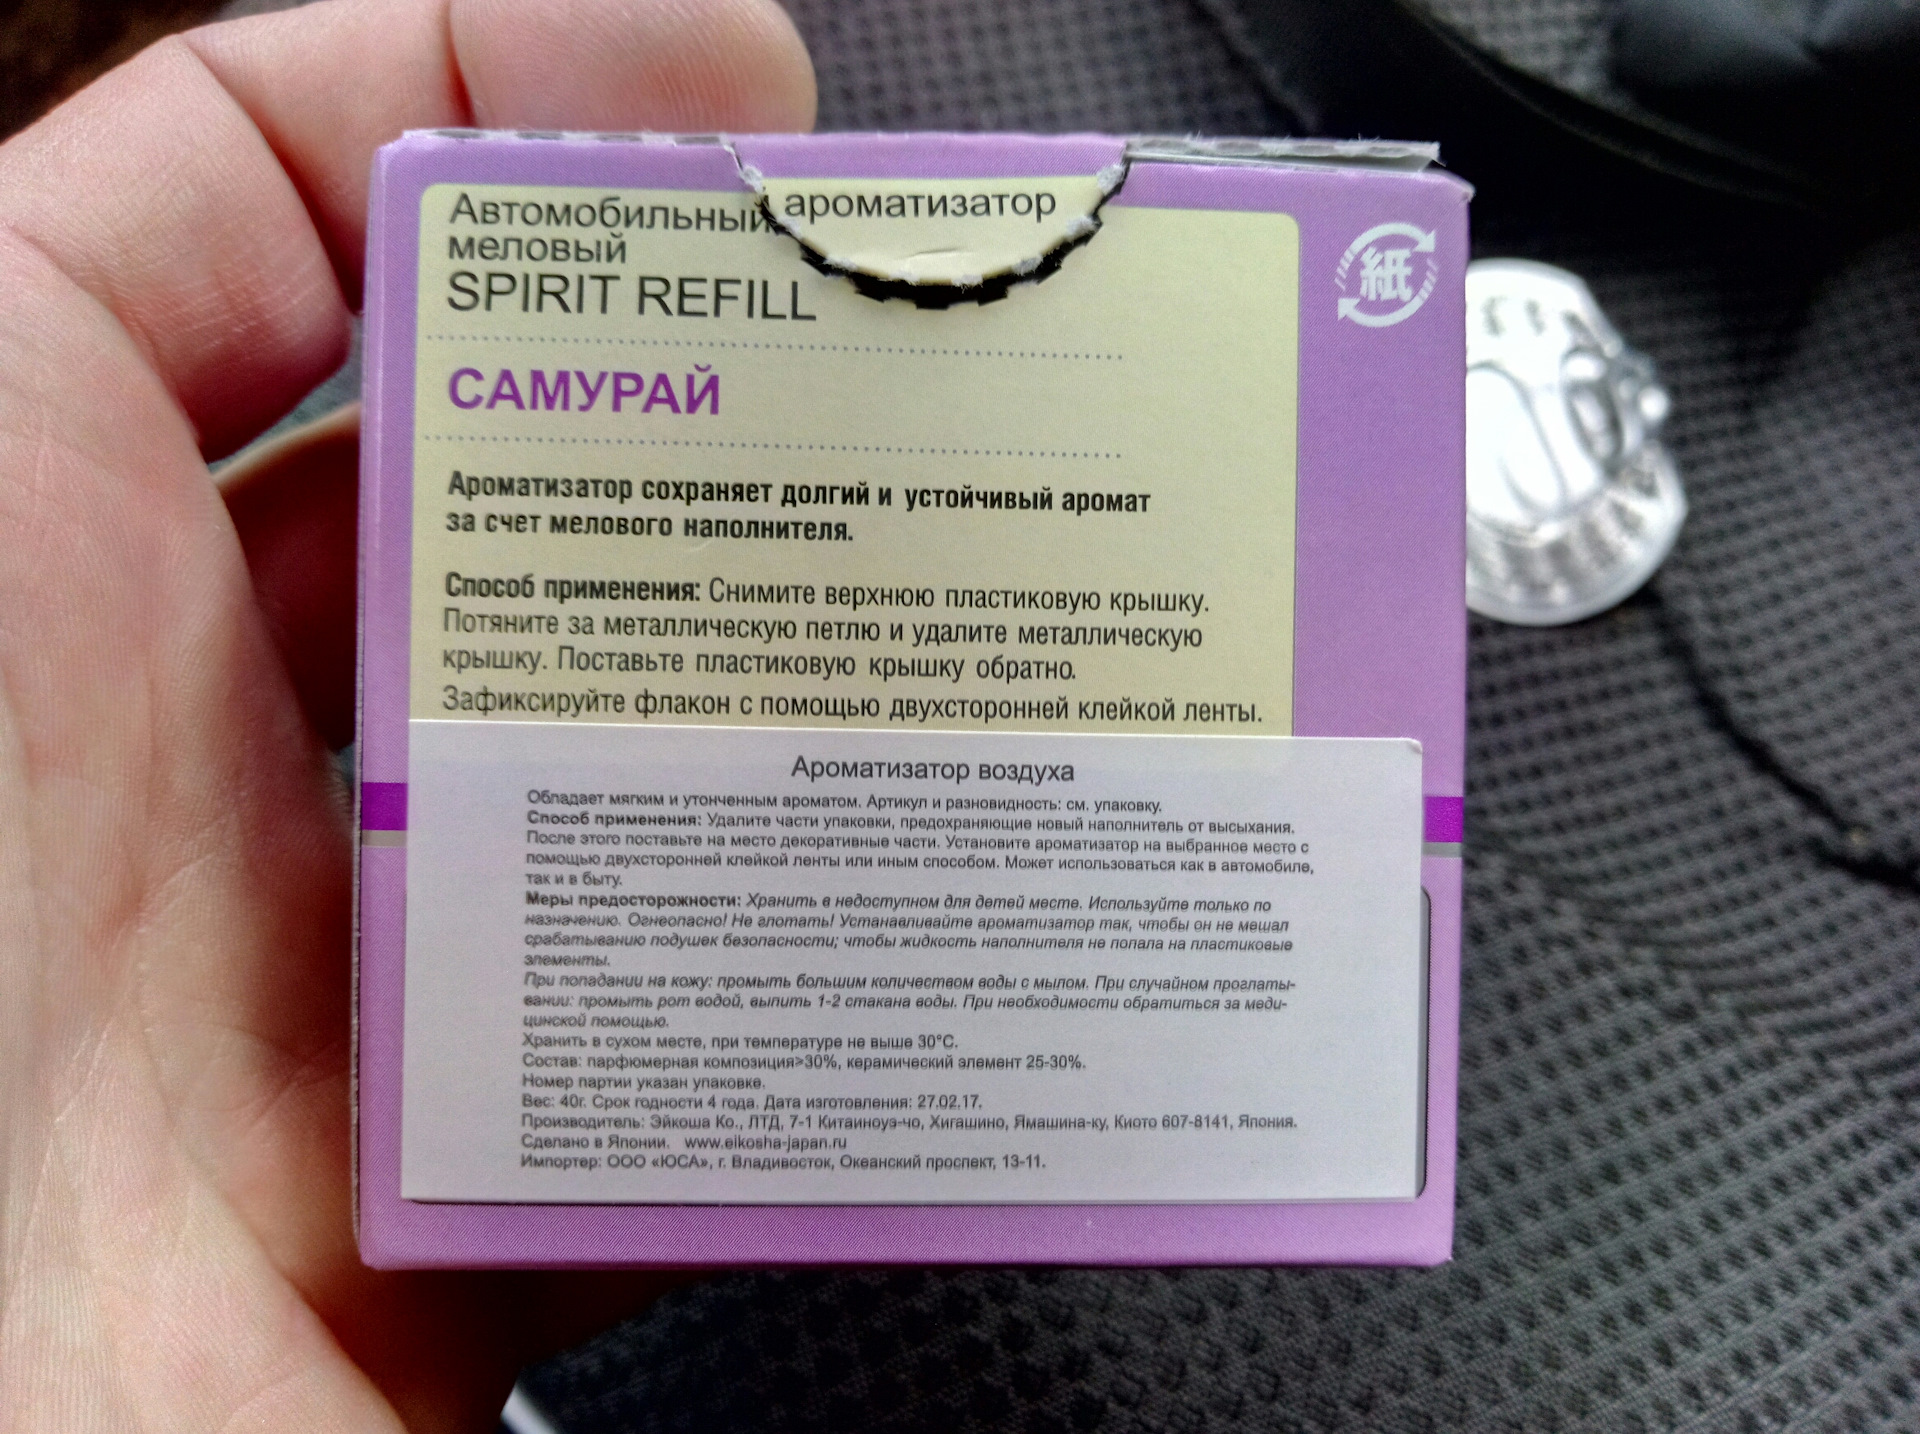 Автомобильный ароматизатор
меловый
SPIRIT REFILL
紙
САМУРАЙ
Ароматизатор сохраняет долгий и устойчивый аромат
за счет мелового наполнителя.
Способ применения: Снимите верхнюю пластиковую крышку.
Потяните за металлическую петлю и удалите металлическую
крышку. Поставьте пластиковую крышку обратно.
Зафиксируйте флакон с помощью двухсторонней клейкой ленты.
Ароматизатор воздуха
Обладает мягким и утонченным ароматом. Артикул и разновидность: см. упаковку.
Способ применения: Удалите части упаковки, предохраняющие новый наполнитель от высыхания.
После этого поставьте на место декоративные части. Установите ароматизатор на выбранное место с
помощью двухсторонней клейкой ленты или иным способом. Может использоваться как в автомобиле,
так и в быту.
Меры предосторожности: Хранить в недоступном для детей месте. Используйте только по
назначению. Огнеопасно! Не глотать! Устанавливайте ароматизатор так, чтобы он не мешал
срабатыванию подушек безопасности; чтобы жидкость наполнителя не попала на пластиковые
элементы.
При попадании на кожу: промыть большим количеством воды с мылом. При случайном проглаты-
вании: промыть рот водой, выпить 1-2 стакана воды. При необходимости обратиться за меди-
цинской помощью.
Хранить в сухом месте, при температуре не выше 30°С.
Состав: парфюмерная композиция>30%, керамический элемент 25-30%.
Номер партии указан упаковке.
Вес: 40г. Срок годности 4 года. Дата изготовления: 27.02.17.
Производитель: Эйкоша Ко., ЛТД, 7-1 Китаиноуэ-чо, Хигашино, Ямашина-ку, Киото 607-8141, Япония.
Сделано в Японии. www.eikosha-japan.ru
Импортер: ООО «ЮСА», г. Владивосток, Океанский проспект, 13-11.